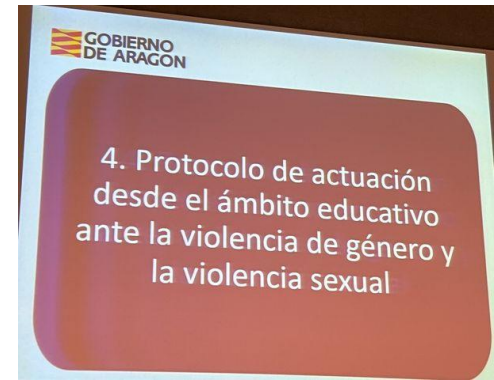 GOBIERNO
DE ARAGON
4. Protocolo de actuación
desde el ámbito educativo
ante la violencia de género y
la violencia sexual